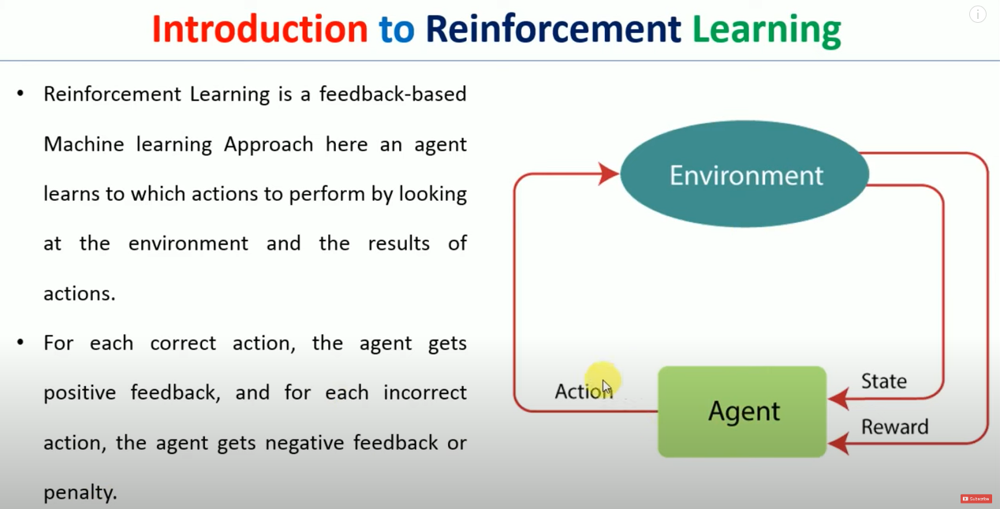 Introduction to Reinforcement Learning
• Reinforcement Learning is a feedback-based
Machine learning Approach here an agent
learns to which actions to perform by looking
at the environment and the results of
actions.
• For each correct action, the agent gets
positive feedback, and for each incorrect
action, the agent gets negative feedback or
penalty.
Environment
Action
Agent
State
Reward
Subscribe